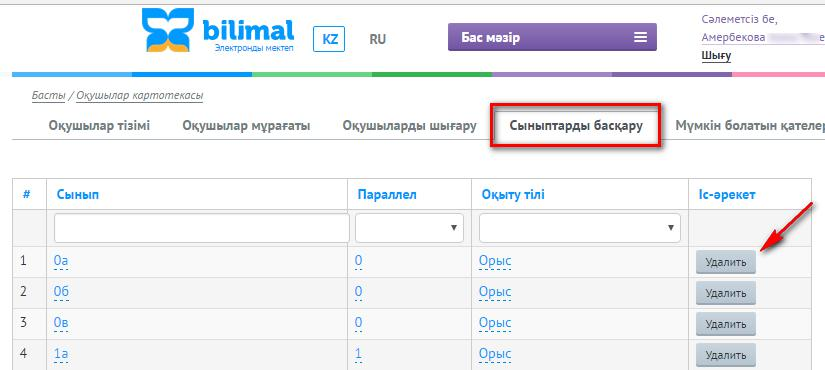 bilimal
Электронды мектеп
KZ RU
Бас мәзір
Сәлеметсіз бе,
Амербекова
Шығу
Басты / Оқушылар картотекасы
Оқушылар тізімі Оқушылар мұрағаты Оқушыларды шығару Сыныптарды басқару Мүмкін болатын қателер
# Сынып Параллел Оқыту тілі Іс-әрекет
1 0а 0 Орыс Удалить
2 0б 0 Орыс Удалить
3 0в 0 Орыс Удалить
4 1а 1 Орыс Удалить